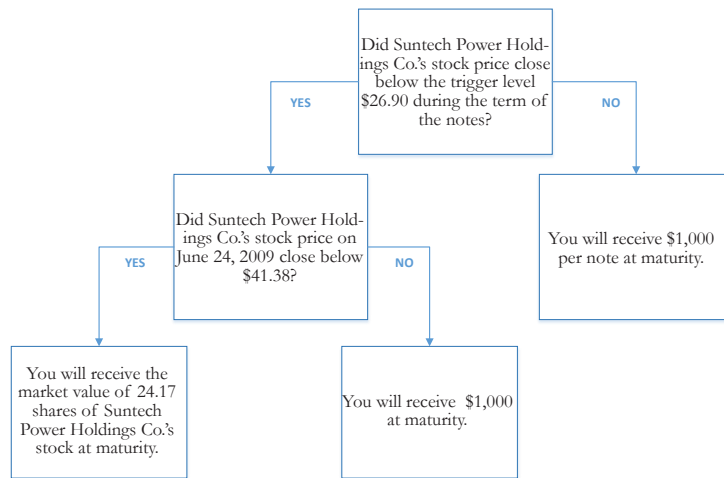 Did Suntech Power Hold-
ings Co.'s stock price close
below the trigger level
$26.90 during the term of
the notes?
YES
NO
Did Suntech Power Hold-
ings Co.'s stock price on
June 24, 2009 close below
$41.38?
You will receive $1,000
per note at maturity.
YES
NO
You will receive the
market value of 24.17
shares of Suntech
Power Holdings Co.'s
stock at maturity.
You will receive $1,000
at maturity.